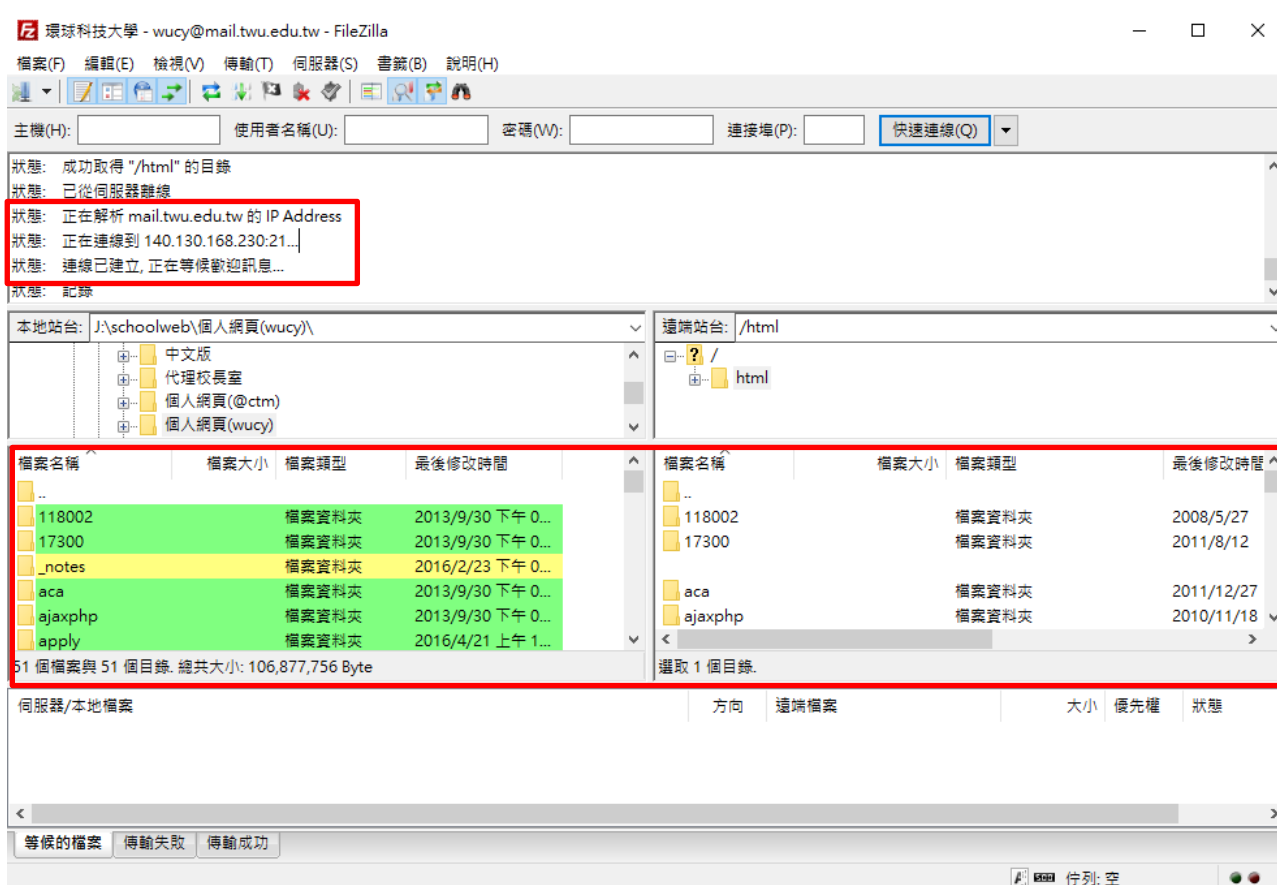 環球科技大學 - wucy@mail.twu.edu.tw - FileZilla
檔案(F) 編輯(E) 檢視(V) 傳輸(T) 伺服器(S) 書籤(B) 說明(H)
主機(H): 使用者名稱(U): 密碼(W): 連接埠(P): 快速連線(Q)
狀態: 成功取得 "/html" 的目錄
狀態: 已從伺服器離線
狀態: 正在解析 mail.twu.edu.tw 的 IP Address
狀態: 正在連線到 140.130.168.230:21...
狀態: 連線已建立, 正在等候歡迎訊息...
狀態: 記錄
本地站台: J:\schoolweb\個人網頁(wucy)\
中文版
代理校長室
個人網頁(@ctm)
個人網頁(wucy)
遠端站台: /html
/
html
檔案名稱 檔案大小 檔案類型 最後修改時間
..
118002 檔案資料夾 2013/9/30 下午 0...
17300 檔案資料夾 2013/9/30 下午 0...
_notes 檔案資料夾 2016/2/23 下午 0...
aca 檔案資料夾 2013/9/30 下午 0...
ajaxphp 檔案資料夾 2013/9/30 下午 0...
apply 檔案資料夾 2016/4/21 上午 1...
51 個檔案與 51 個目錄. 總共大小: 106,877,756 Byte
檔案名稱 檔案大小 檔案類型 最後修改時間
..
118002 檔案資料夾 2008/5/27
17300 檔案資料夾 2011/8/12
aca 檔案資料夾 2011/12/27
ajaxphp 檔案資料夾 2010/11/18
選取 1 個目錄.
伺服器/本地檔案 方向 遠端檔案 大小 優先權 狀態
等候的檔案 傳輸失敗 傳輸成功
佇列: 空